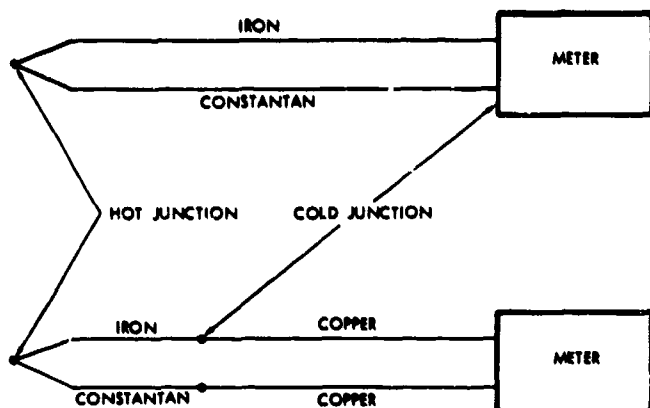 IRON
METER
CONSTANTAN
HOT JUNCTION
COLD JUNCTION
IRON
COPPER
METER
CONSTANTAN
COPPER